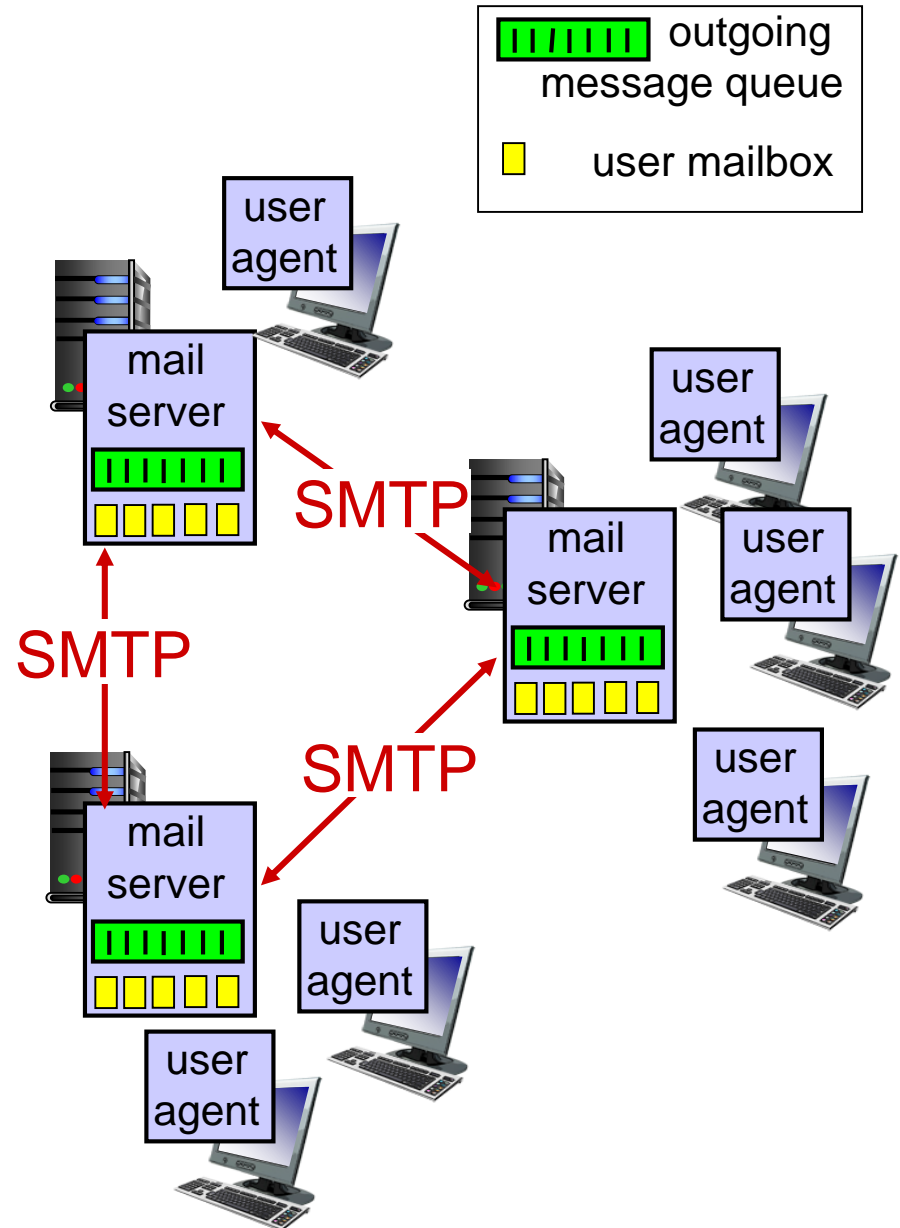 outgoing
message queue
user mailbox
user
agent
mail
server
user
agent
SMTP
mail
server
user
agent
SMTP
SMTP
user
agent
mail
server
user
agent
user
agent